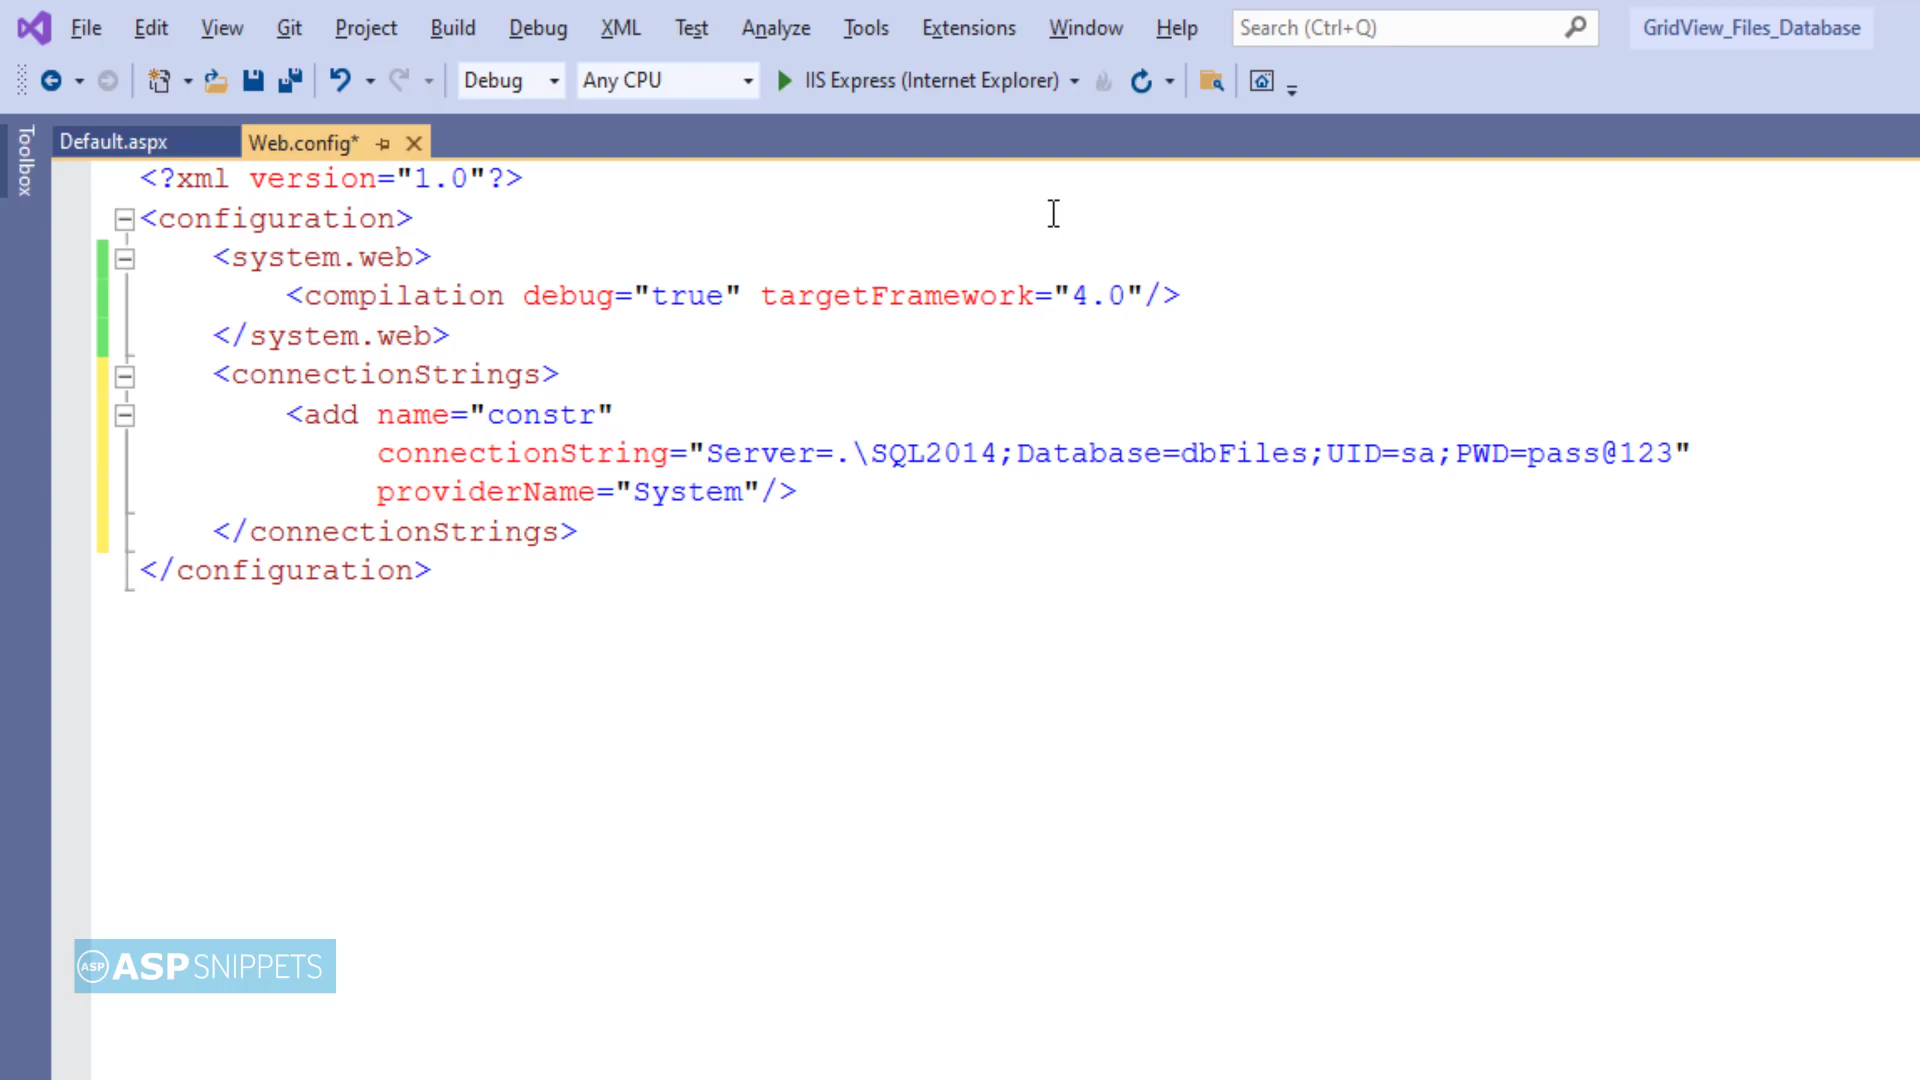 File Edit View Git Project Build Debug XML Test Analyze Tools Extensions Window Help Search (Ctrl+Q) GridView_Files_Database
Debug Any CPU IIS Express (Internet Explorer)
Toolbox
Default.aspx Web.config*
<?xml version="1.0"?>
<configuration>
<system.web>
<compilation debug="true" targetFramework="4.0"/>
</system.web>
<connectionStrings>
<add name="constr"
connectionString="Server=.\SQL2014;Database=dbFiles;UID=sa;PWD=pass@123"
providerName="System"/>
</connectionStrings>
</configuration>
ASP ASPSNIPPETS